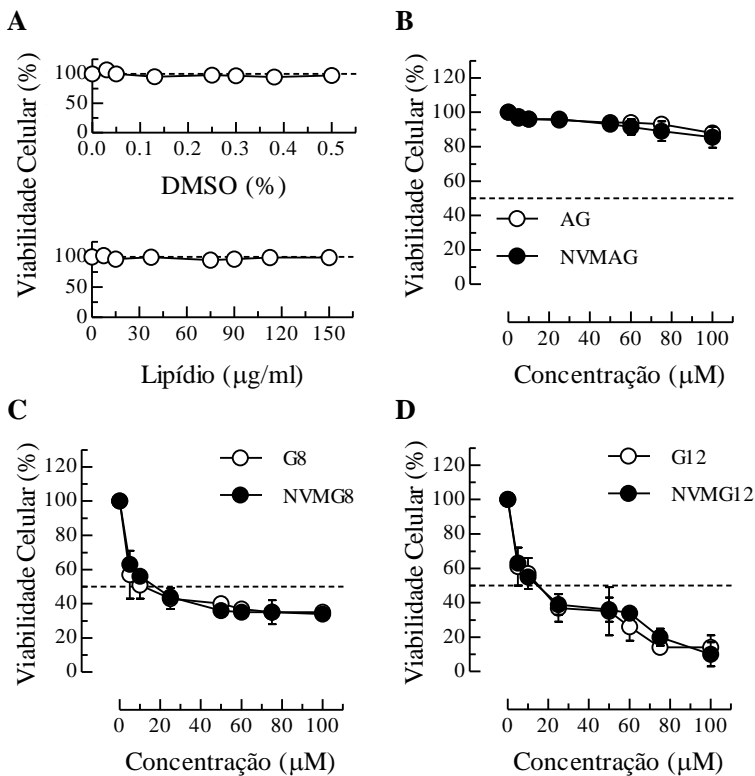 A
Viabilidade Celular (%)
100
50
0
0.0 0.1 0.2 0.3 0.4 0.5
DMSO (%)
100
50
0
0 30 60 90 120 150
Lipídio (μg/ml)
B
Viabilidade Celular (%)
120
100
80
60
40
20
0
AG
NVMAG
0 20 40 60 80 100
Concentração (μM)
C
Viabilidade Celular (%)
120
100
80
60
40
20
0
G8
NVMG8
0 20 40 60 80 100
Concentração (μM)
D
Viabilidade Celular (%)
120
100
80
60
40
20
0
G12
NVMG12
0 20 40 60 80 100
Concentração (μM)